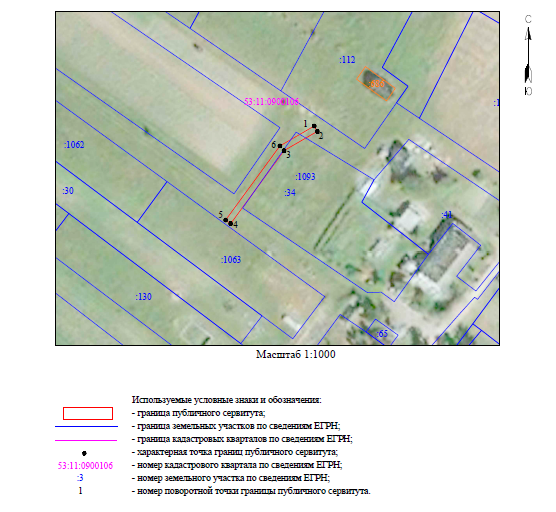 С
Ю
:112
53:11:0900106
1
2
6
3
:1062
:1093
:30
:34
5
4
:41
:1063
:130
:65
Масштаб 1:1000
Используемые условные знаки и обозначения:
- граница публичного сервитута;
- граница земельных участков по сведениям ЕГРН;
- граница кадастровых кварталов по сведениям ЕГРН;
- характерная точка границ публичного сервитута;
53:11:0900106 - номер кадастрового квартала по сведениям ЕГРН;
:3 - номер земельного участка по сведениям ЕГРН;
1 - номер поворотной точки границы публичного сервитута.